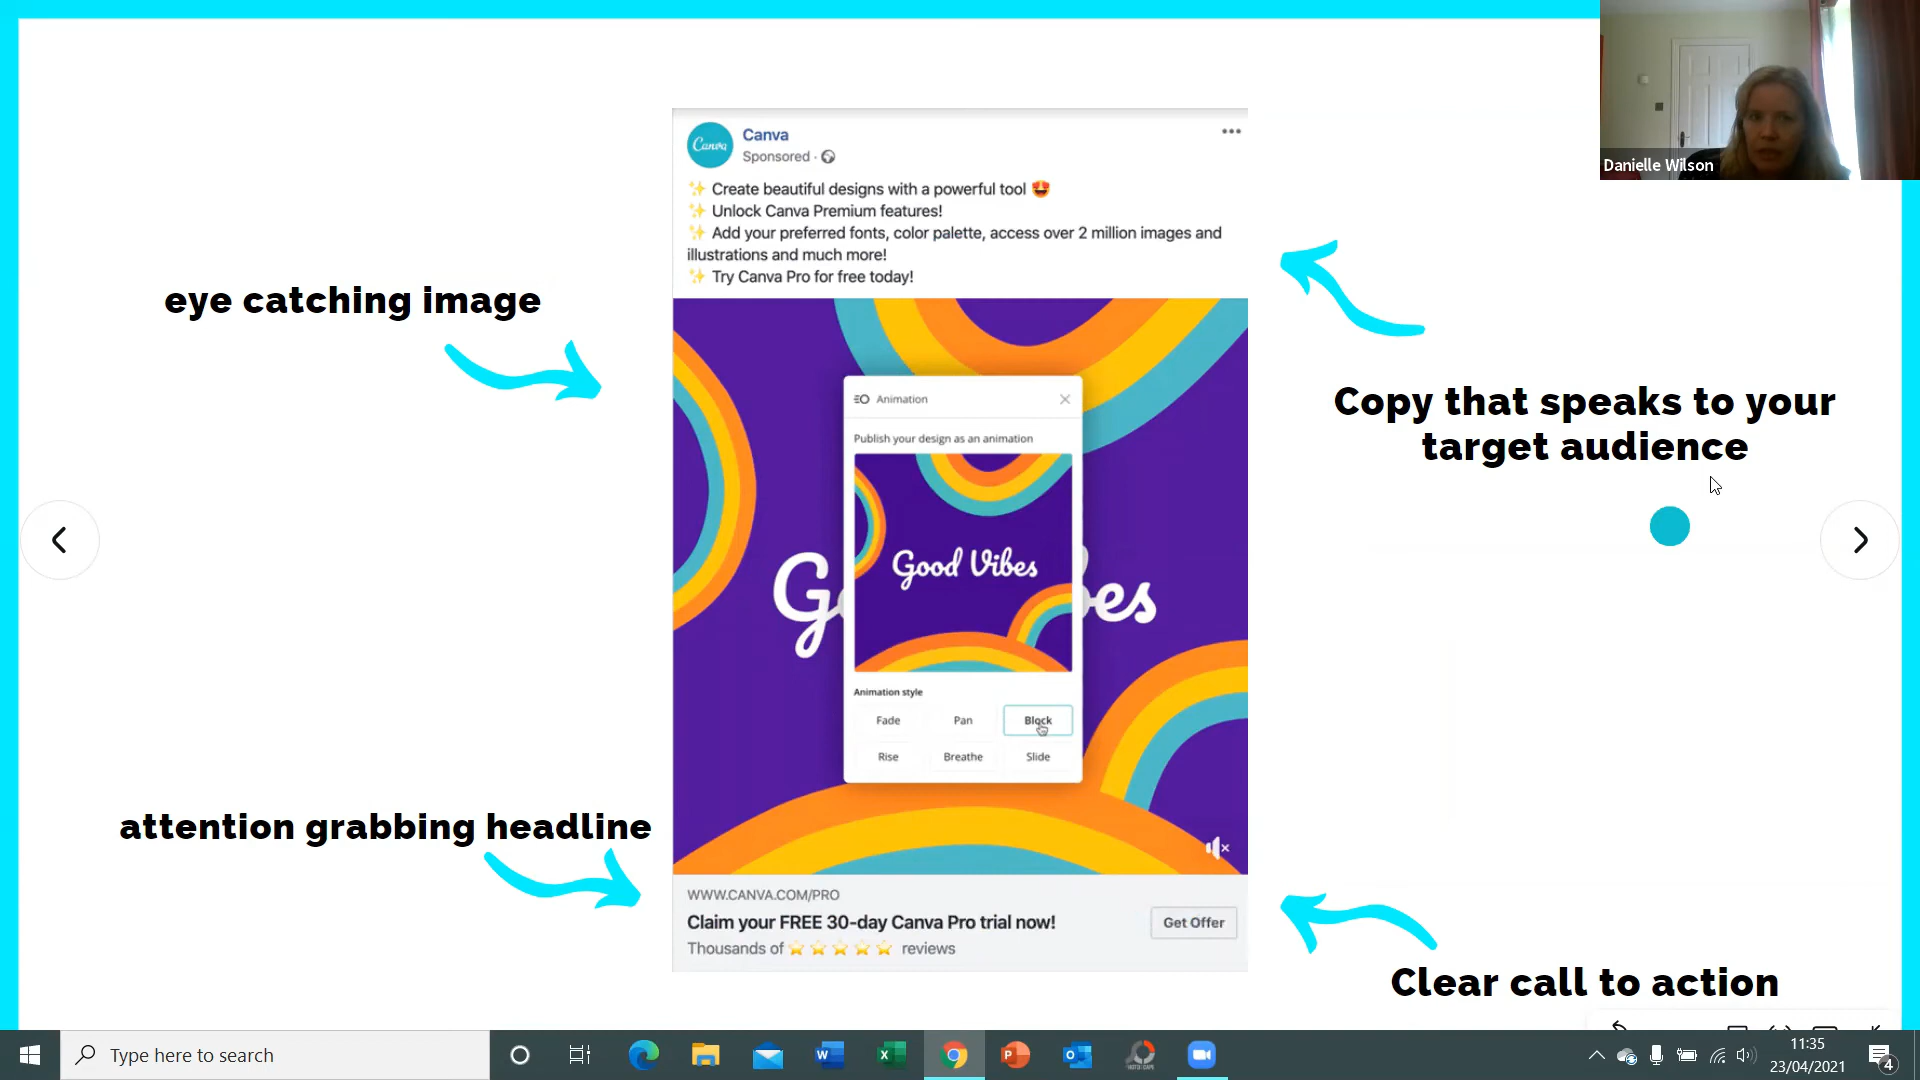 Danielle Wilson
Canva
Canva
Sponsored ·
✨ Create beautiful designs with a powerful tool 🤩
✨ Unlock Canva Premium features!
✨ Add your preferred fonts, color palette, access over 2 million images and
illustrations and much more!
✨ Try Canva Pro for free today!
eye catching image
Copy that speaks to your
target audience
Animation
Publish your design as an animation
Good Vibes
Go
bes
Animation style
Fade Pan Block
Rise Breathe Slide
attention grabbing headline
WWW.CANVA.COM/PRO
Claim your FREE 30-day Canva Pro trial now!
Get Offer
Thousands of ⭐⭐⭐⭐⭐ reviews
Clear call to action
Type here to search
11:35
23/04/2021
4